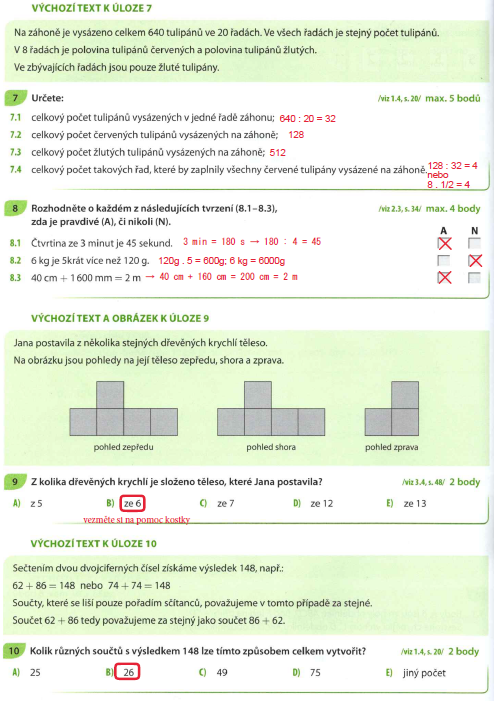 VÝCHOZÍ TEXT K ÚLOZE 7
Na záhoně je vysázeno celkem 640 tulipánů ve 20 řadách. Ve všech řadách je stejný počet tulipánů.
V 8 řadách je polovina tulipánů červených a polovina tulipánů žlutých.
Ve zbývajících řadách jsou pouze žluté tulipány.
7 Určete: /viz 1.4, s. 20/ max. 5 bodů
7.1 celkový počet tulipánů vysázených v jedné řadě záhonu; 640 : 20 = 32
7.2 celkový počet červených tulipánů vysázených na záhoně; 128
7.3 celkový počet žlutých tulipánů vysázených na záhoně; 512
7.4 celkový počet takových řad, které by zaplnily všechny červené tulipány vysázené na záhoně. 128 : 32 = 4
nebo
8 . 1/2 = 4
8 Rozhodněte o každém z následujících tvrzení (8.1–8.3), /viz 2.3, s. 34/ max. 4 body
zda je pravdivé (A), či nikoli (N).
A N
8.1 Čtvrtina ze 3 minut je 45 sekund. 3 min = 180 s → 180 : 4 = 45
8.2 6 kg je 5krát více než 120 g. 120g . 5 = 600g; 6 kg = 6000g
8.3 40 cm + 1 600 mm = 2 m → 40 cm + 160 cm = 200 cm = 2 m
VÝCHOZÍ TEXT A OBRÁZEK K ÚLOZE 9
Jana postavila z několika stejných dřevěných krychlí těleso.
Na obrázku jsou pohledy na její těleso zepředu, shora a zprava.
pohled zepředu pohled shora pohled zprava
9 Z kolika dřevěných krychlí je složeno těleso, které Jana postavila? /viz 3.4, s. 48/ 2 body
A) z 5 B) ze 6 C) ze 7 D) ze 12 E) ze 13
vezměte si na pomoc kostky
VÝCHOZÍ TEXT K ÚLOZE 10
Sečtením dvou dvojciferných čísel získáme výsledek 148, např.:
62 + 86 = 148 nebo 74 + 74 = 148
Součty, které se liší pouze pořadím sčítanců, považujeme v tomto případě za stejné.
Součet 62 + 86 tedy považujeme za stejný jako součet 86 + 62.
10 Kolik různých součtů s výsledkem 148 lze tímto způsobem celkem vytvořit? /viz 1.4, s. 20/ 2 body
A) 25 B) 26 C) 49 D) 75 E) jiný počet